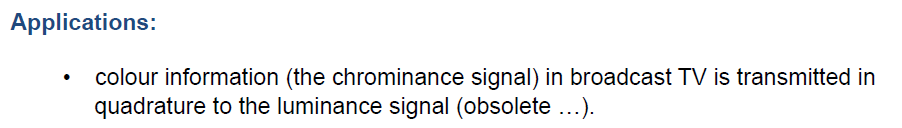 Applications:
• colour information (the chrominance signal) in broadcast TV is transmitted in
quadrature to the luminance signal (obsolete …).